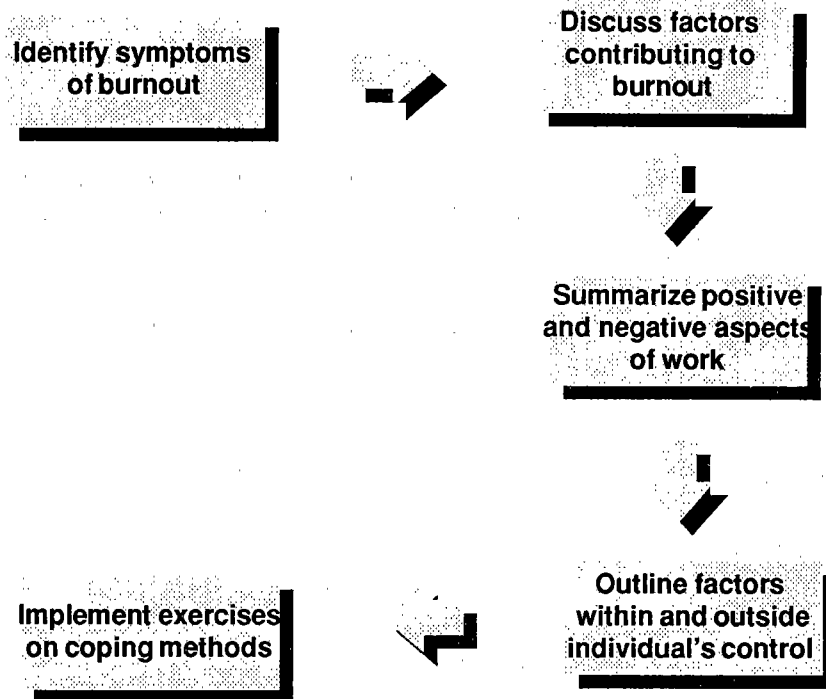 Identify symptoms
of burnout
Discuss factors
contributing to
burnout
Summarize positive
and negative aspects
of work
Outline factors
within and outside
individual's control
Implement exercises
on coping methods